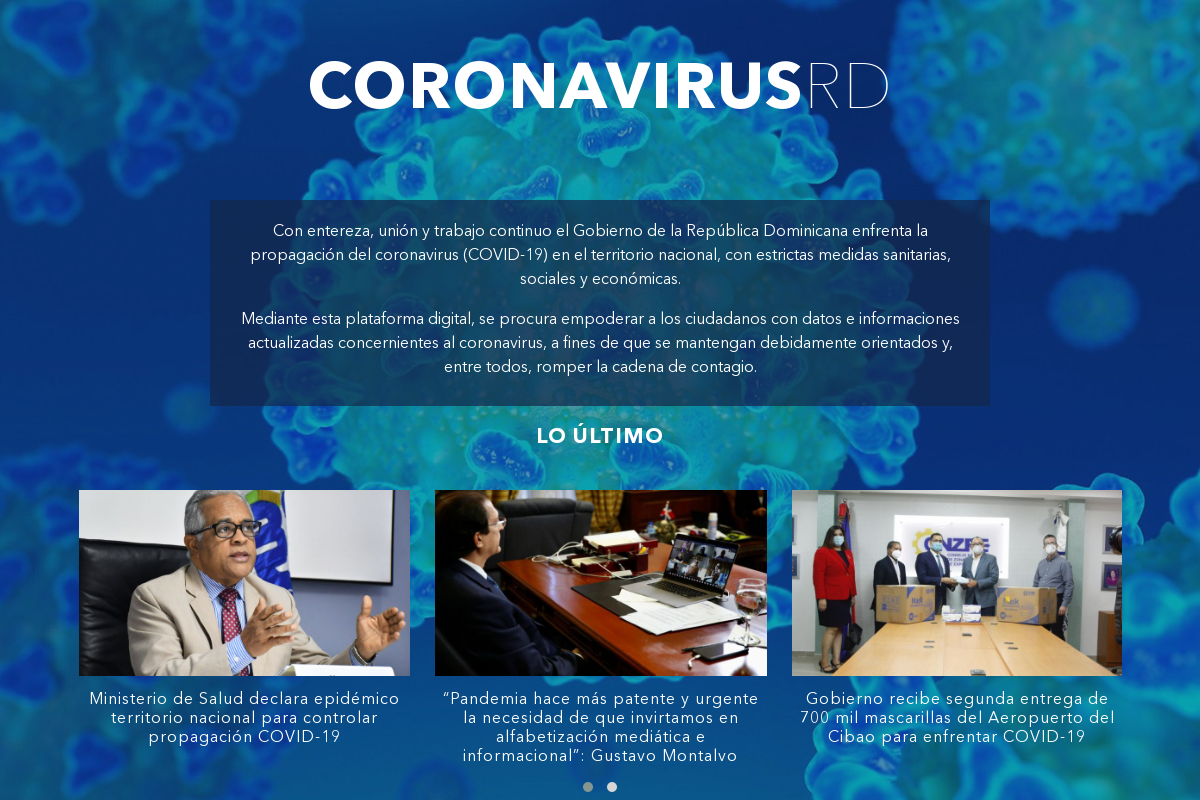 CORONAVIRUSRD
Con entereza, unión y trabajo continuo el Gobierno de la República Dominicana enfrenta la
propagación del coronavirus (COVID-19) en el territorio nacional, con estrictas medidas sanitarias,
sociales y económicas.
Mediante esta plataforma digital, se procura empoderar a los ciudadanos con datos e informaciones
actualizadas concernientes al coronavirus, a fines de que se mantengan debidamente orientados y,
entre todos, romper la cadena de contagio.
LO ÚLTIMO
Ministerio de Salud declara epidémico
territorio nacional para controlar
propagación COVID-19
“Pandemia hace más patente y urgente
la necesidad de que invirtamos en
alfabetización mediática e
informacional”: Gustavo Montalvo
Gobierno recibe segunda entrega de
700 mil mascarillas del Aeropuerto del
Cibao para enfrentar COVID-19